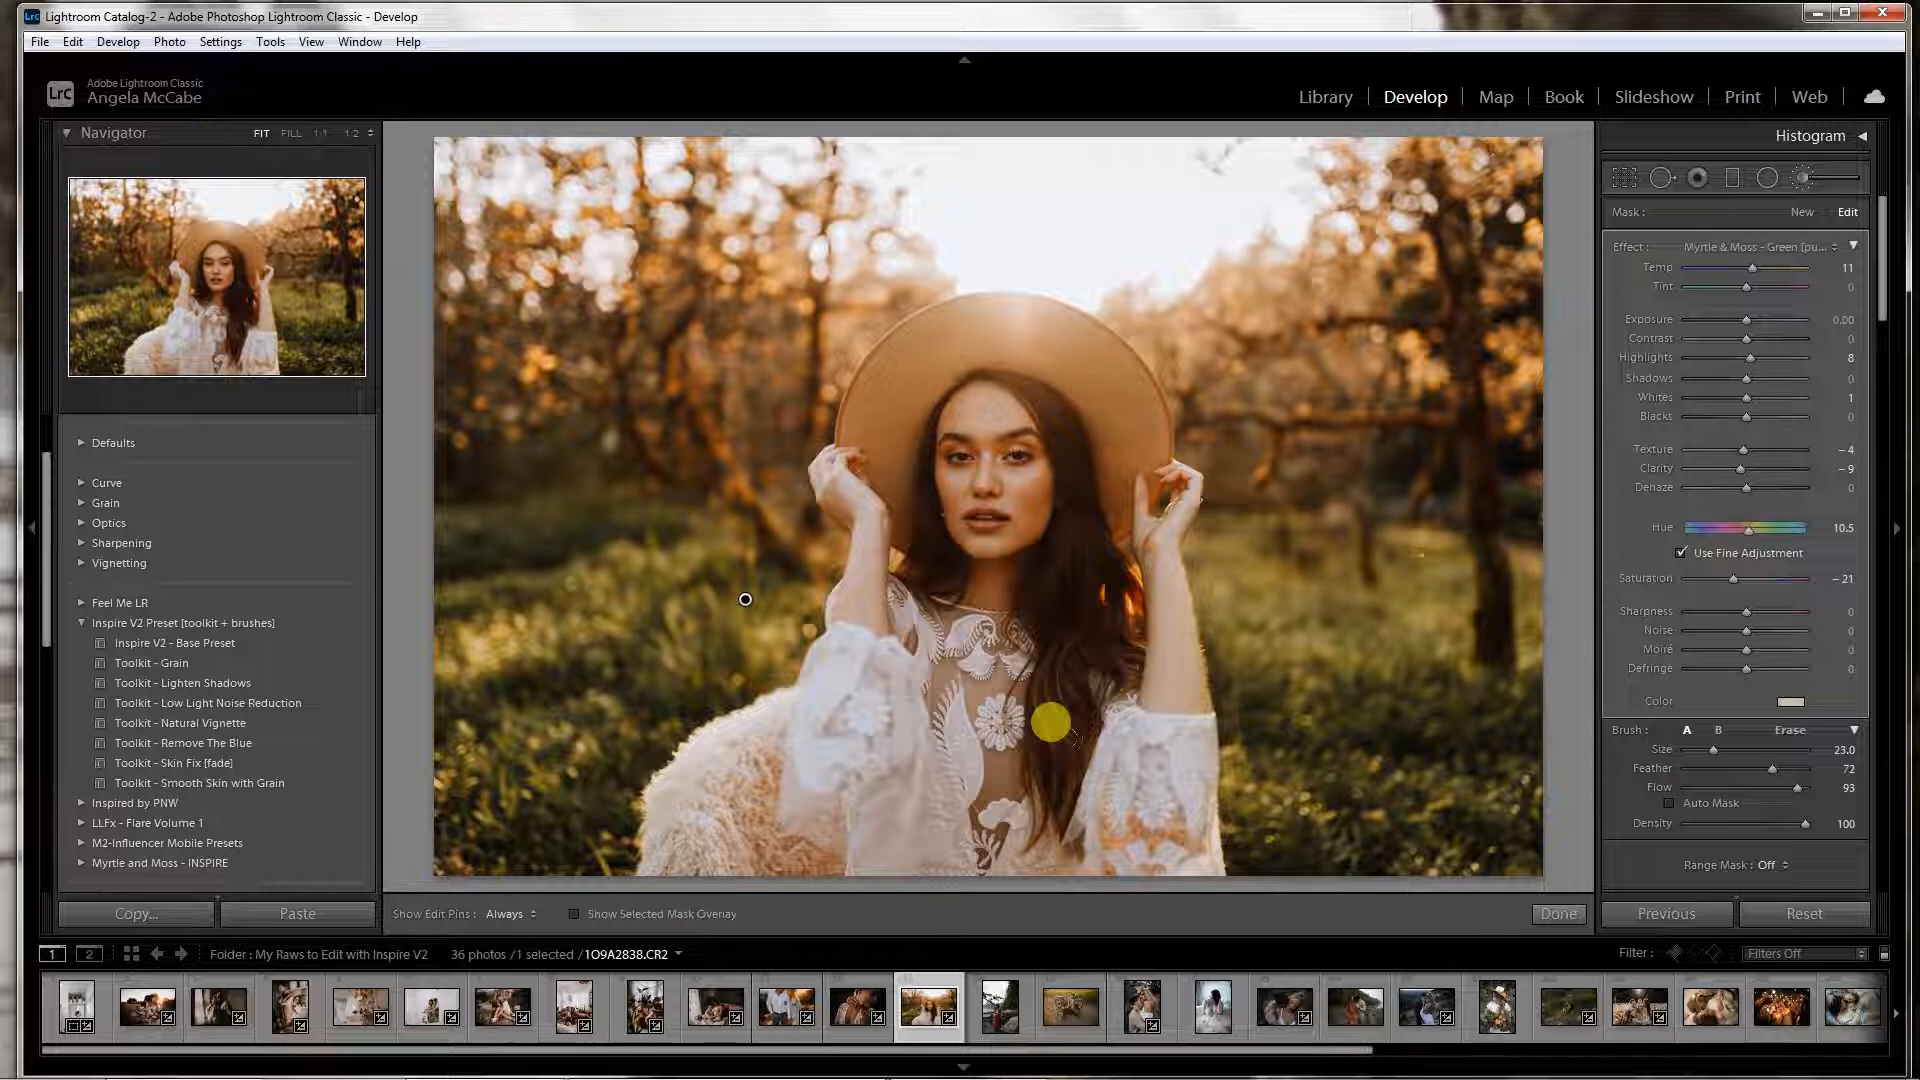 Lightroom Catalog-2 - Adobe Photoshop Lightroom Classic - Develop
File Edit Develop Photo Settings Tools View Window Help
Lrc
Adobe Lightroom Classic
Angela McCabe
Library Develop Map Book Slideshow Print Web
Navigator FIT FILL 1:1 1:2
Defaults
Curve
Grain
Optics
Sharpening
Vignetting
Feel Me LR
Inspire V2 Preset [toolkit + brushes]
Inspire V2 - Base Preset
Toolkit - Grain
Toolkit - Lighten Shadows
Toolkit - Low Light Noise Reduction
Toolkit - Natural Vignette
Toolkit - Remove The Blue
Toolkit - Skin Fix [fade]
Toolkit - Smooth Skin with Grain
Inspired by PNW
LLFx - Flare Volume 1
M2-Influencer Mobile Presets
Myrtle and Moss - INSPIRE
Copy... Paste
Show Edit Pins : Always Show Selected Mask Overlay Done
Histogram
Mask : New Edit
Effect : Myrtle & Moss - Green [pu...
Temp 11
Tint 0
Exposure 0.00
Contrast 0
Highlights 8
Shadows 0
Whites 1
Blacks 0
Texture – 4
Clarity – 9
Dehaze 0
Hue 10.5
Use Fine Adjustment
Saturation – 21
Sharpness 0
Noise 0
Moiré 0
Defringe 0
Color
Brush : A B Erase
Size 23.0
Feather 72
Flow 93
Auto Mask
Density 100
Range Mask : Off
Previous Reset
1 2 Folder : My Raws to Edit with Inspire V2 36 photos /1 selected /1O9A2838.CR2 Filter : Filters Off